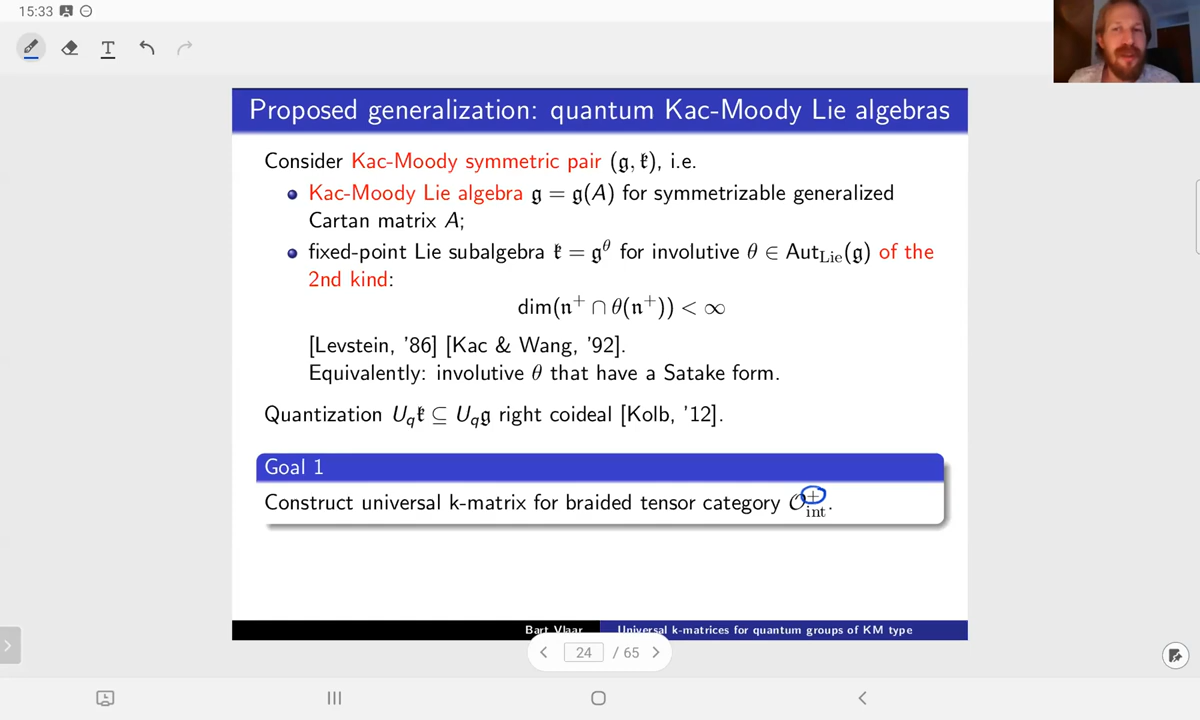 15:33
T
Proposed generalization: quantum Kac-Moody Lie algebras
Consider Kac-Moody symmetric pair (𝔤, 𝔨), i.e.
Kac-Moody Lie algebra 𝔤 = 𝔤(A) for symmetrizable generalized
Cartan matrix A;
fixed-point Lie subalgebra 𝔨 = 𝔤^θ for involutive θ ∈ Aut_Lie(𝔤) of the
2nd kind:
dim(𝔫⁺ ∩ θ(𝔫⁺)) < ∞
[Levstein, '86] [Kac & Wang, '92].
Equivalently: involutive θ that have a Satake form.
Quantization U_q𝔨 ⊆ U_q𝔤 right coideal [Kolb, '12].
Goal 1
Construct universal k-matrix for braided tensor category 𝒪⁺_int.
Bart Vlaar Universal k-matrices for quantum groups of KM type
24 / 65